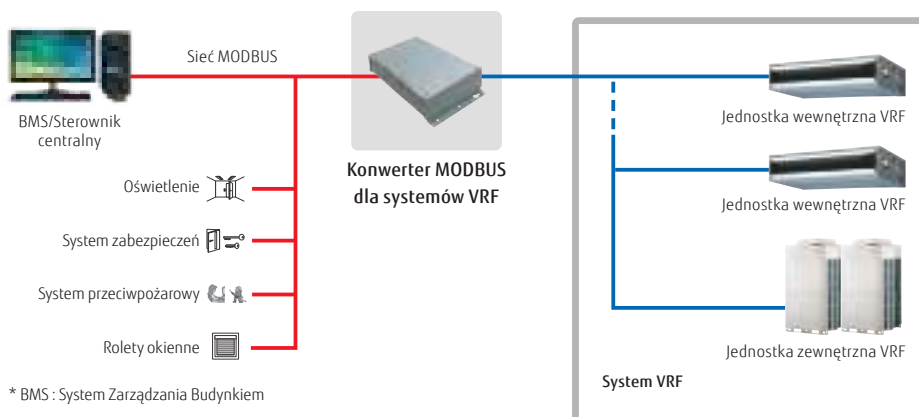 Sieć MODBUS
BMS/Sterownik
centralny
Konwerter MODBUS
dla systemów VRF
Oświetlenie
System zabezpieczeń
System przeciwpożarowy
Rolety okienne
* BMS : System Zarządzania Budynkiem
Jednostka wewnętrzna VRF
Jednostka wewnętrzna VRF
Jednostka zewnętrzna VRF
System VRF